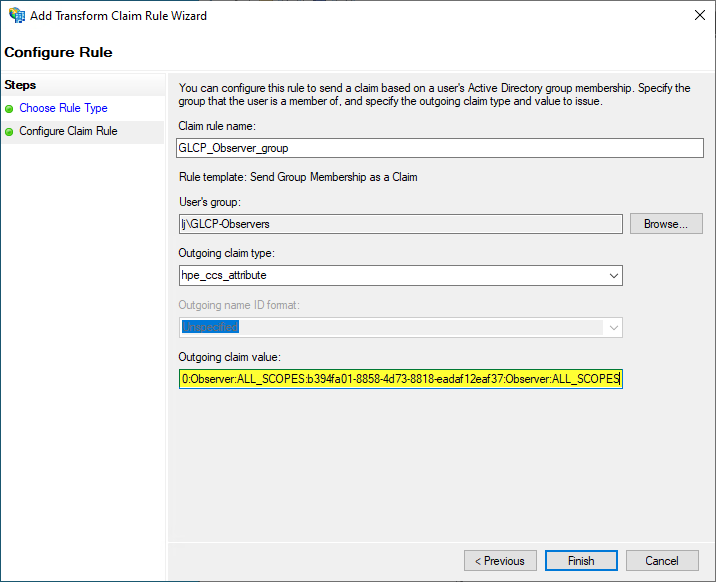 Add Transform Claim Rule Wizard
Configure Rule
Steps
Choose Rule Type
Configure Claim Rule
You can configure this rule to send a claim based on a user's Active Directory group membership. Specify the
group that the user is a member of, and specify the outgoing claim type and value to issue.
Claim rule name:
GLCP_Observer_group
Rule template: Send Group Membership as a Claim
User's group:
lj\GLCP-Observers
Browse...
Outgoing claim type:
hpe_ccs_attribute
Outgoing name ID format:
Unspecified
Outgoing claim value:
0:Observer:ALL_SCOPES:b394fa01-8858-4d73-8818-eadaf12eaf37:Observer:ALL_SCOPES
< Previous
Finish
Cancel